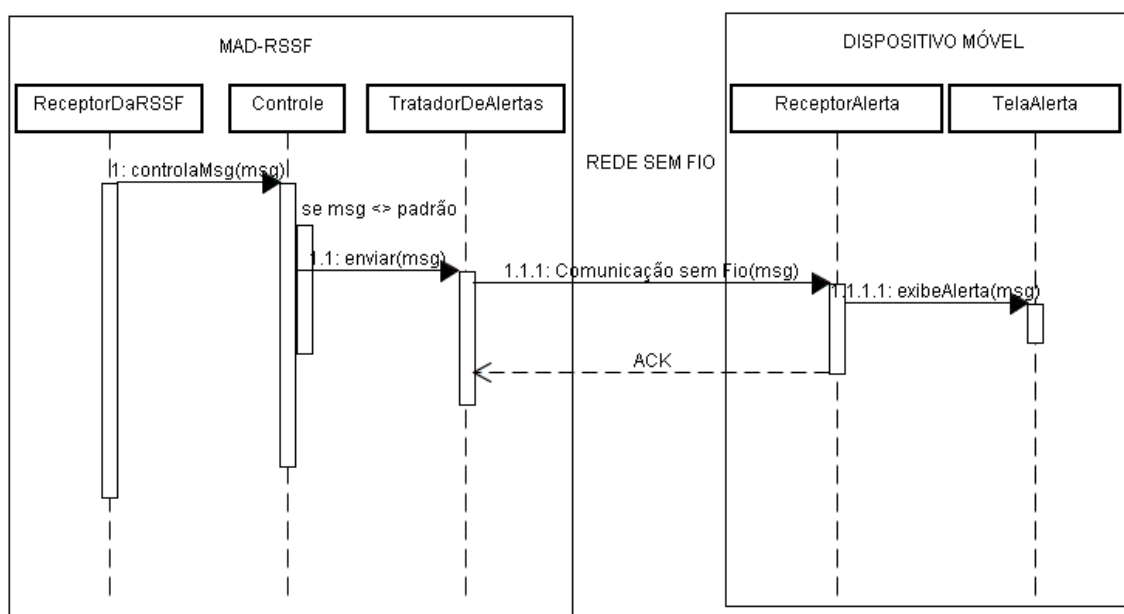 MAD-RSSF
DISPOSITIVO MÓVEL
ReceptorDaRSSF
Controle
TratadorDeAlertas
ReceptorAlerta
TelaAlerta
REDE SEM FIO
1: controlaMsg(msg)
se msg <> padrão
1.1: enviar(msg)
1.1.1: Comunicação sem Fio(msg)
1.1.1.1: exibeAlerta(msg)
ACK